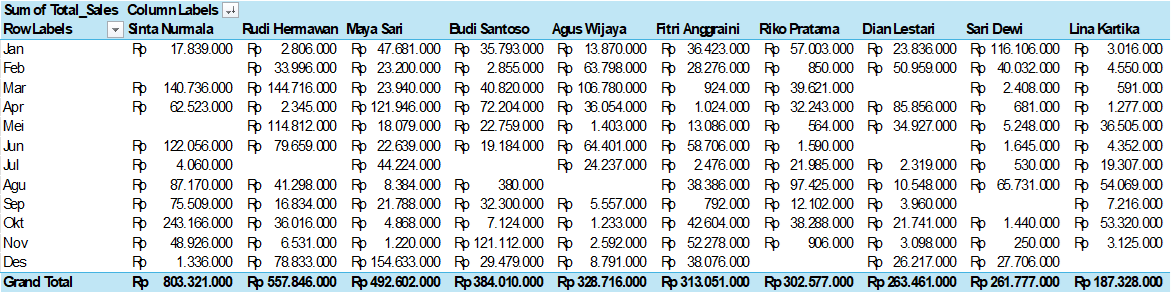 Sum of Total_Sales Column Labels
Row Labels Sinta Nurmala Rudi Hermawan Maya Sari Budi Santoso Agus Wijaya Fitri Anggraini Riko Pratama Dian Lestari Sari Dewi Lina Kartika
Jan Rp 17.839.000 Rp 2.806.000 Rp 47.681.000 Rp 35.793.000 Rp 13.870.000 Rp 36.423.000 Rp 57.003.000 Rp 23.836.000 Rp 116.106.000 Rp 3.016.000
Feb Rp 33.996.000 Rp 23.200.000 Rp 2.855.000 Rp 63.798.000 Rp 28.276.000 Rp 850.000 Rp 50.959.000 Rp 40.032.000 Rp 4.550.000
Mar Rp 140.736.000 Rp 144.716.000 Rp 23.940.000 Rp 40.820.000 Rp 106.780.000 Rp 924.000 Rp 39.621.000 Rp 2.408.000 Rp 591.000
Apr Rp 62.523.000 Rp 2.345.000 Rp 121.946.000 Rp 72.204.000 Rp 36.054.000 Rp 1.024.000 Rp 32.243.000 Rp 85.856.000 Rp 681.000 Rp 1.277.000
Mei Rp 114.812.000 Rp 18.079.000 Rp 22.759.000 Rp 1.403.000 Rp 13.086.000 Rp 564.000 Rp 34.927.000 Rp 5.248.000 Rp 36.505.000
Jun Rp 122.056.000 Rp 79.659.000 Rp 22.639.000 Rp 19.184.000 Rp 64.401.000 Rp 58.706.000 Rp 1.590.000 Rp 1.645.000 Rp 4.352.000
Jul Rp 4.060.000 Rp 44.224.000 Rp 24.237.000 Rp 2.476.000 Rp 21.985.000 Rp 2.319.000 Rp 530.000 Rp 19.307.000
Agu Rp 87.170.000 Rp 41.298.000 Rp 8.384.000 Rp 380.000 Rp 38.386.000 Rp 97.425.000 Rp 10.548.000 Rp 65.731.000 Rp 54.069.000
Sep Rp 75.509.000 Rp 16.834.000 Rp 21.788.000 Rp 32.300.000 Rp 5.557.000 Rp 792.000 Rp 12.102.000 Rp 3.960.000 Rp 7.216.000
Okt Rp 243.166.000 Rp 36.016.000 Rp 4.868.000 Rp 7.124.000 Rp 1.233.000 Rp 42.604.000 Rp 38.288.000 Rp 21.741.000 Rp 1.440.000 Rp 53.320.000
Nov Rp 48.926.000 Rp 6.531.000 Rp 1.220.000 Rp 121.112.000 Rp 2.592.000 Rp 52.278.000 Rp 906.000 Rp 3.098.000 Rp 250.000 Rp 3.125.000
Des Rp 1.336.000 Rp 78.833.000 Rp 154.633.000 Rp 29.479.000 Rp 8.791.000 Rp 38.076.000 Rp 26.217.000 Rp 27.706.000
Grand Total Rp 803.321.000 Rp 557.846.000 Rp 492.602.000 Rp 384.010.000 Rp 328.716.000 Rp 313.051.000 Rp 302.577.000 Rp 263.461.000 Rp 261.777.000 Rp 187.328.000